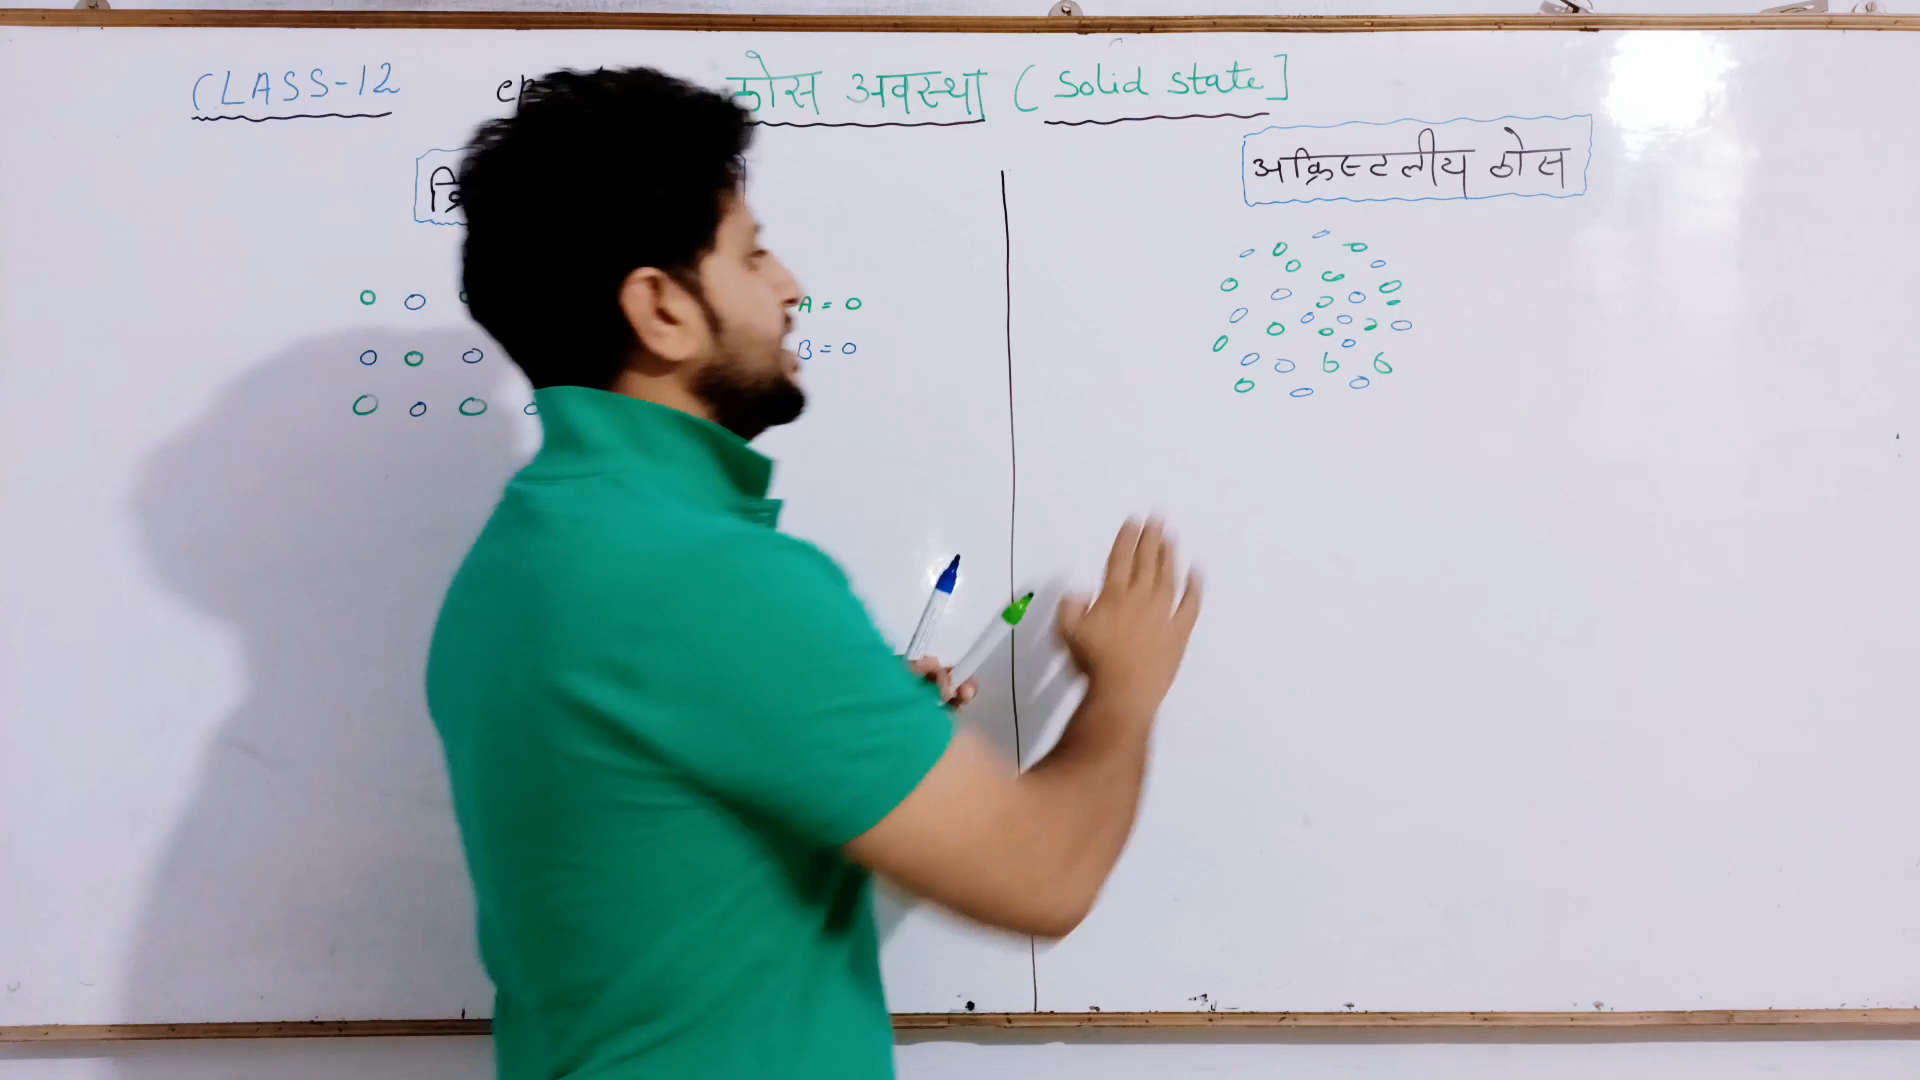 CLASS-12 ठोस अवस्था (Solid state]
अक्रिस्टलीय ठोस
A = 0
B = 0